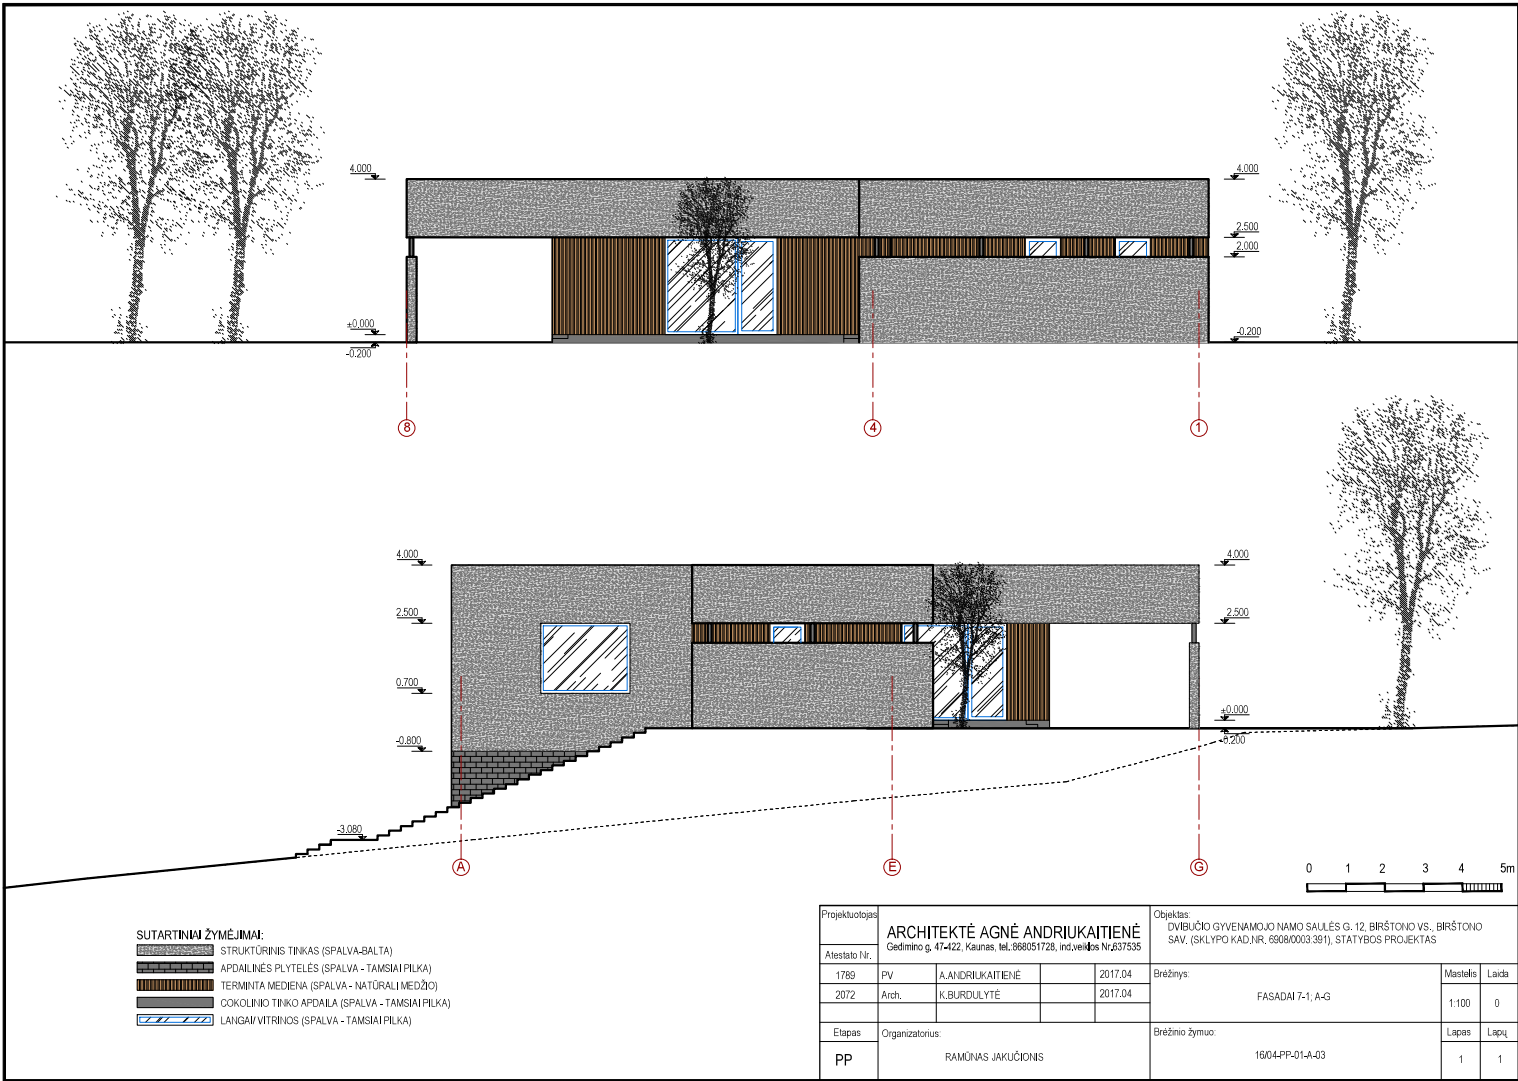 4.000
4.000
2.500
2.000
±0,000
-0.200
-0.200
8
4
1
4.000
4.000
2.500
2.500
0.700
±0.000
-0.800
-0.200
-3.080
A
E
G
0 1 2 3 4 5m
SUTARTINIAI ŽYMĖJIMAI:
STRUKTŪRINIS TINKAS (SPALVA-BALTA)
APDAILINĖS PLYTELĖS (SPALVA - TAMSIAI PILKA)
TERMINTA MEDIENA (SPALVA - NATŪRALI MEDŽIO)
COKOLINIO TINKO APDAILA (SPALVA - TAMSIAI PILKA)
LANGAI/ VITRINOS (SPALVA - TAMSIAI PILKA)
Projektuotojas
ARCHITEKTĖ AGNĖ ANDRIUKAITIENĖ
Gedimino g. 47-422, Kaunas, tel.:868051728, ind.veiklos Nr.637535
Atestato Nr.
Objektas:
DVIBUČIO GYVENAMOJO NAMO SAULĖS G. 12, BIRŠTONO VS., BIRŠTONO
SAV. (SKLYPO KAD.NR. 6908/0003:391), STATYBOS PROJEKTAS
1789 PV A.ANDRIUKAITIENĖ 2017.04
2072 Arch. K.BURDULYTĖ 2017.04
Brėžinys:
FASADAI 7-1; A-G
Mastelis Laida
1:100 0
Etapas
PP
Organizatorius:
RAMŪNAS JAKUČIONIS
Brėžinio žymuo:
16/04-PP-01-A-03
Lapas Lapų
1 1